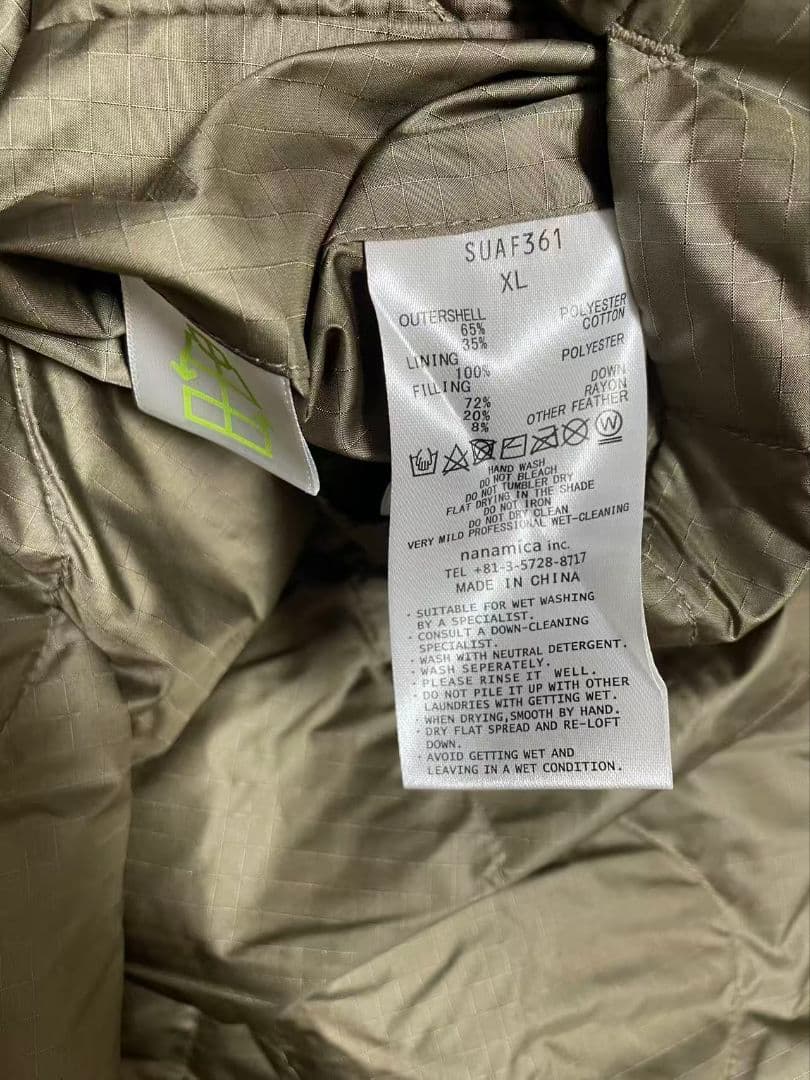 SUAF361
XL
OUTERSHELL
65% POLYESTER
35% COTTON
LINING
100% POLYESTER
FILLING
72% DOWN
20% RAYON
8% OTHER FEATHER
W
HAND WASH
DO NOT BLEACH
DO NOT TUMBLER DRY
FLAT DRYING IN THE SHADE
DO NOT IRON
DO NOT DRY CLEAN
VERY MILD PROFESSIONAL WET-CLEANING
nanamica inc.
TEL +81-3-5728-8717
MADE IN CHINA
· SUITABLE FOR WET WASHING
BY A SPECIALIST.
· CONSULT A DOWN-CLEANING
SPECIALIST.
· WASH WITH NEUTRAL DETERGENT.
· WASH SEPERATELY.
· PLEASE RINSE IT WELL.
· DO NOT PILE IT UP WITH OTHER
LAUNDRIES WITH GETTING WET.
· WHEN DRYING,SMOOTH BY HAND.
· DRY FLAT SPREAD AND RE-LOFT
DOWN.
· AVOID GETTING WET AND
LEAVING IN A WET CONDITION.